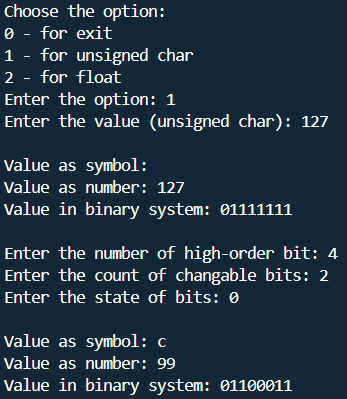 Choose the option:
0 - for exit
1 - for unsigned char
2 - for float
Enter the option: 1
Enter the value (unsigned char): 127
Value as symbol:
Value as number: 127
Value in binary system: 01111111
Enter the number of high-order bit: 4
Enter the count of changable bits: 2
Enter the state of bits: 0
Value as symbol: c
Value as number: 99
Value in binary system: 01100011